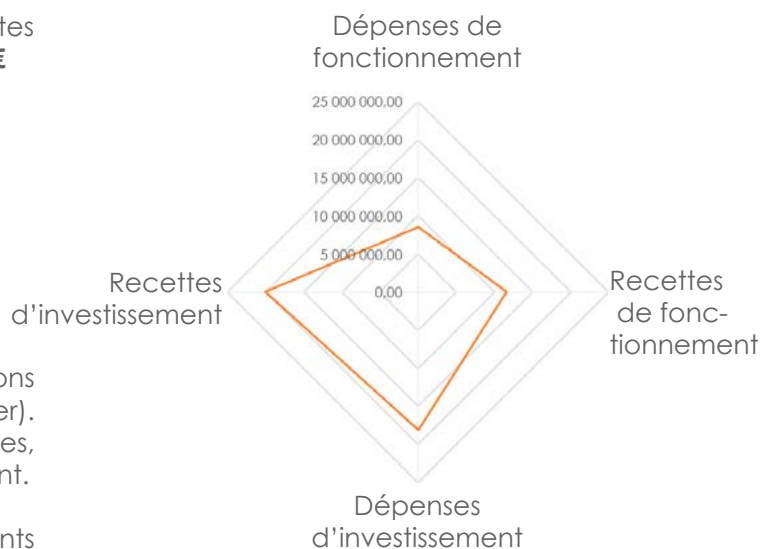 tes
€
ons
er).
es,
nt.
nts
Dépenses de
fonctionnement
25 000 000,00
20 000 000,00
15 000 000,00
10 000 000,00
5 000 000,00
0,00
Recettes
d’investissement
Recettes
de fonc-
tionnement
Dépenses
d’investissement